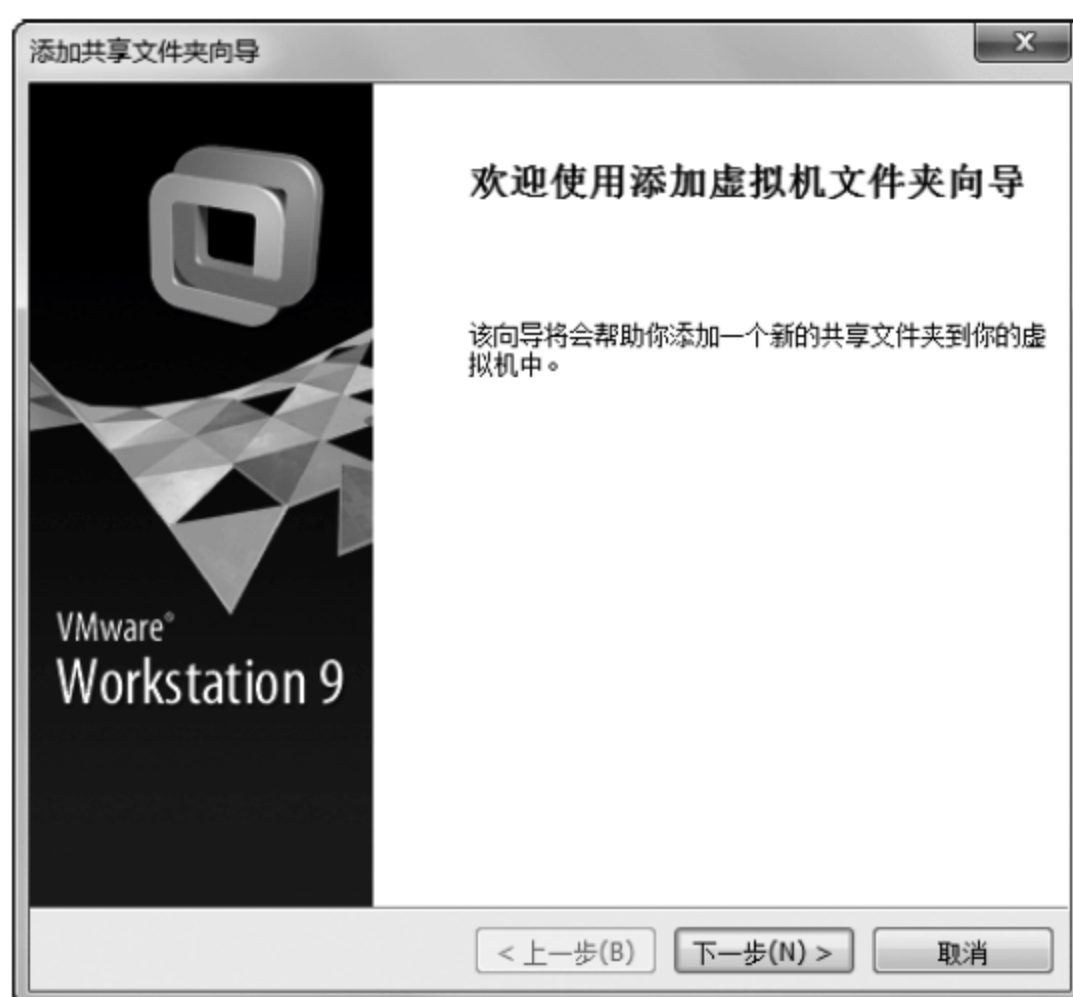 添加共享文件夹向导
X
欢迎使用添加虚拟机文件夹向导
该向导将会帮助你添加一个新的共享文件夹到你的虚
拟机中。
VMware®
Workstation 9
< 上一步(B)
下一步(N) >
取消